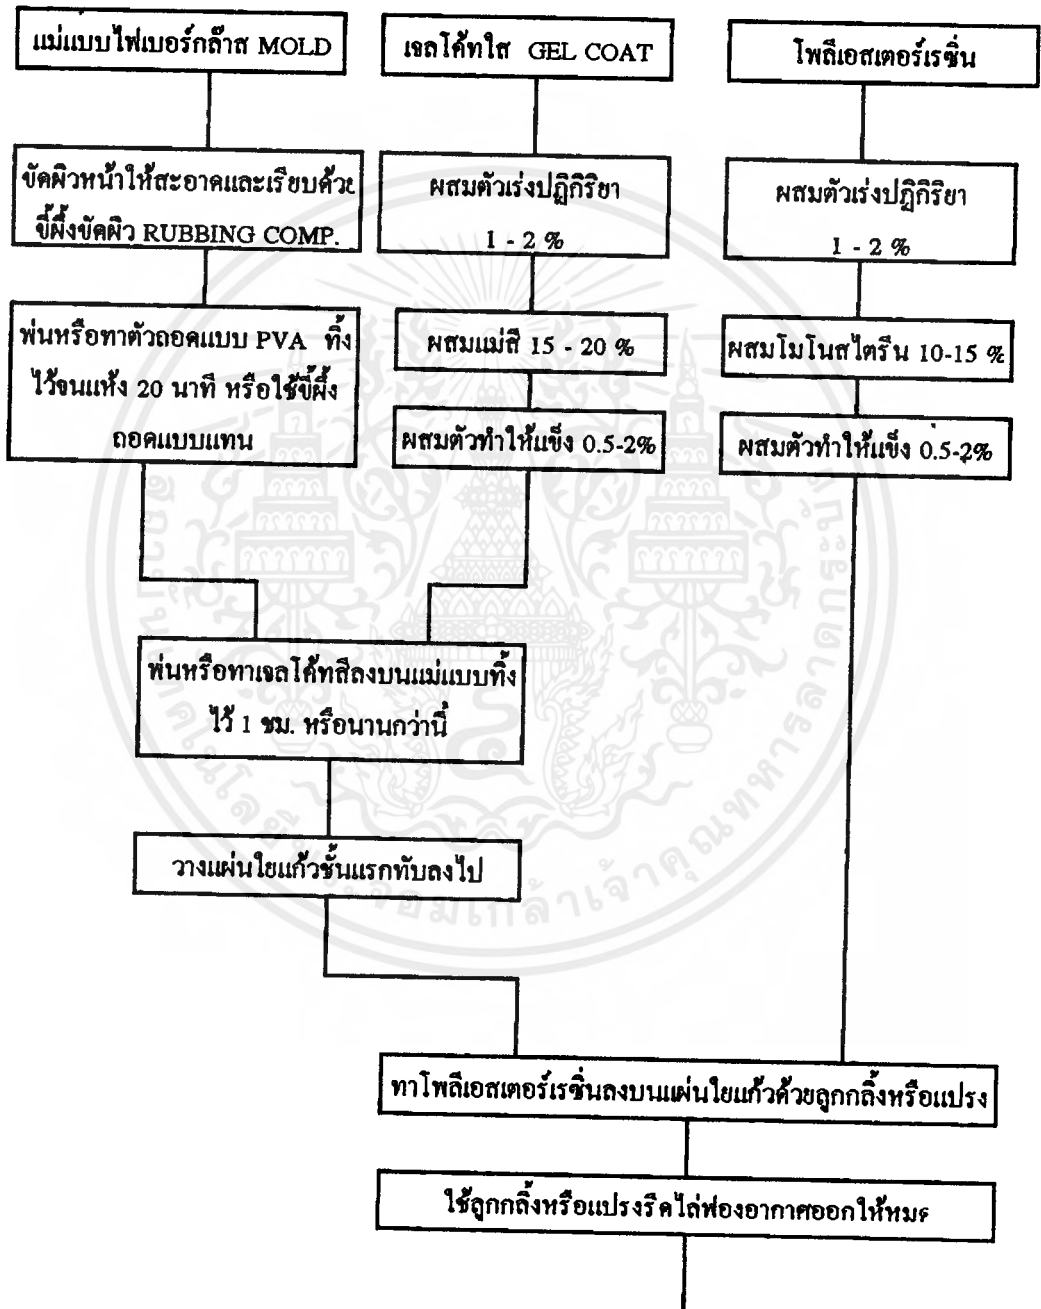 แม่แบบไฟเบอร์กล๊าส MOLD
เจลโค้ทใส GEL COAT
โพลีเอสเตอร์เรซิ่น
ขัดผิวหน้าให้สะอาดและเรียบด้วย
ขี้ผึ้งขัดผิว RUBBING COMP.
ผสมตัวเร่งปฏิกิริยา
1 - 2 %
ผสมตัวเร่งปฏิกิริยา
1 - 2 %
พ่นหรือทาตัวถอดแบบ PVA ทิ้ง
ไว้จนแห้ง 20 นาที หรือใช้ขี้ผึ้ง
ถอดแบบแทน
ผสมแม่สี 15 - 20 %
ผสมโมโนสไตรีน 10-15 %
ผสมตัวทำให้แข็ง 0.5-2%
ผสมตัวทำให้แข็ง 0.5-2%
พ่นหรือทาเจลโค้ทสีลงบนแม่แบบทิ้ง
ไว้ 1 ชม. หรือนานกว่านี้
วางแผ่นใยแก้วชั้นแรกทับลงไป
ทาโพลีเอสเตอร์เรซิ่นลงบนแผ่นใยแก้วด้วยลูกกลิ้งหรือแปรง
ใช้ลูกกลิ้งหรือแปรงรีดไล่ฟองอากาศออกให้หมด